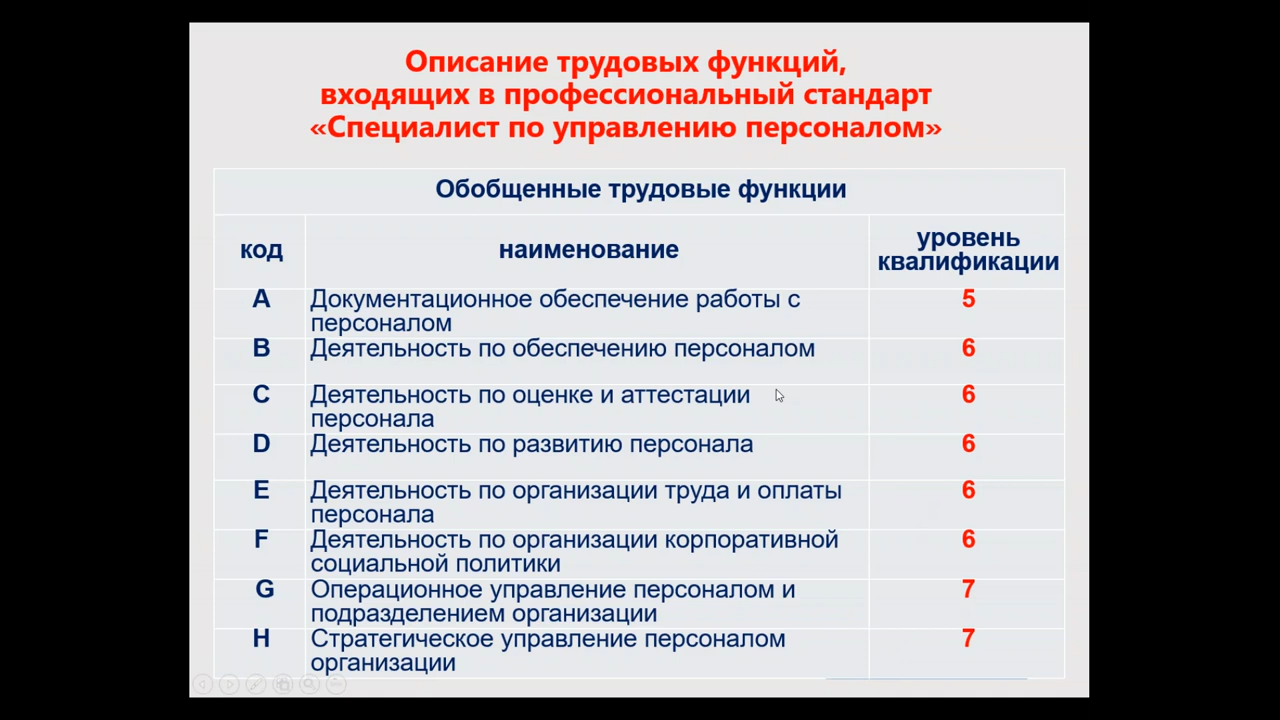 Описание трудовых функций,
входящих в профессиональный стандарт
«Специалист по управлению персоналом»
Обобщенные трудовые функции
код наименование уровень
квалификации
A Документационное обеспечение работы с 5
персоналом
B Деятельность по обеспечению персоналом 6
C Деятельность по оценке и аттестации 6
персонала
D Деятельность по развитию персонала 6
E Деятельность по организации труда и оплаты 6
персонала
F Деятельность по организации корпоративной 6
социальной политики
G Операционное управление персоналом и 7
подразделением организации
H Стратегическое управление персоналом 7
организации